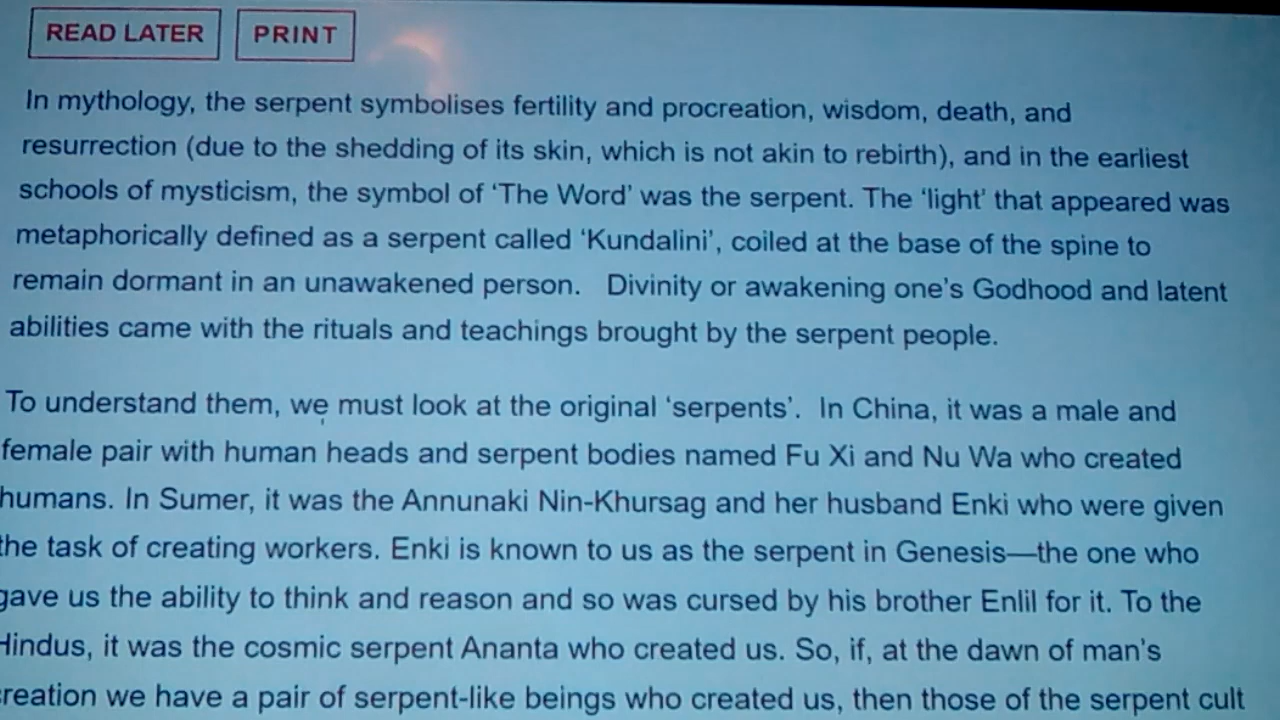 READ LATER PRINT
In mythology, the serpent symbolises fertility and procreation, wisdom, death, and
resurrection (due to the shedding of its skin, which is not akin to rebirth), and in the earliest
schools of mysticism, the symbol of ‘The Word’ was the serpent. The ‘light’ that appeared was
metaphorically defined as a serpent called ‘Kundalini’, coiled at the base of the spine to
remain dormant in an unawakened person. Divinity or awakening one’s Godhood and latent
abilities came with the rituals and teachings brought by the serpent people.
To understand them, we must look at the original ‘serpents’. In China, it was a male and
female pair with human heads and serpent bodies named Fu Xi and Nu Wa who created
humans. In Sumer, it was the Annunaki Nin-Khursag and her husband Enki who were given
the task of creating workers. Enki is known to us as the serpent in Genesis—the one who
gave us the ability to think and reason and so was cursed by his brother Enlil for it. To the
Hindus, it was the cosmic serpent Ananta who created us. So, if, at the dawn of man’s
creation we have a pair of serpent-like beings who created us, then those of the serpent cult